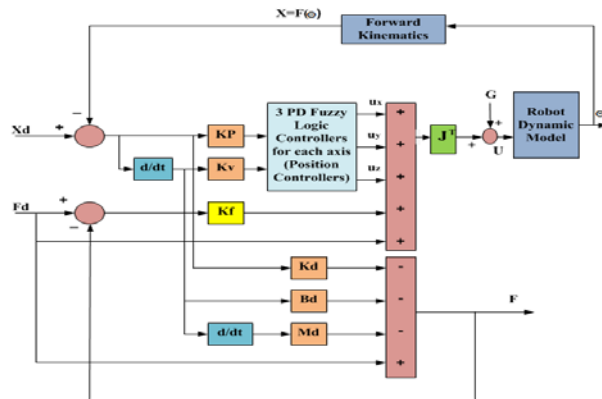 X=F(Θ)
Forward
Kinematics
−
Xd
+
KP
d/dt
Kv
3 PD Fuzzy
Logic
Controllers
for each axis
(Position
Controllers)
ux
uy
uz
+
+
+
+
+
J^T
G
+
+
U
Robot
Dynamic
Model
Θ
Fd
+
−
Kf
Kd
Bd
d/dt
Md
-
-
-
+
F